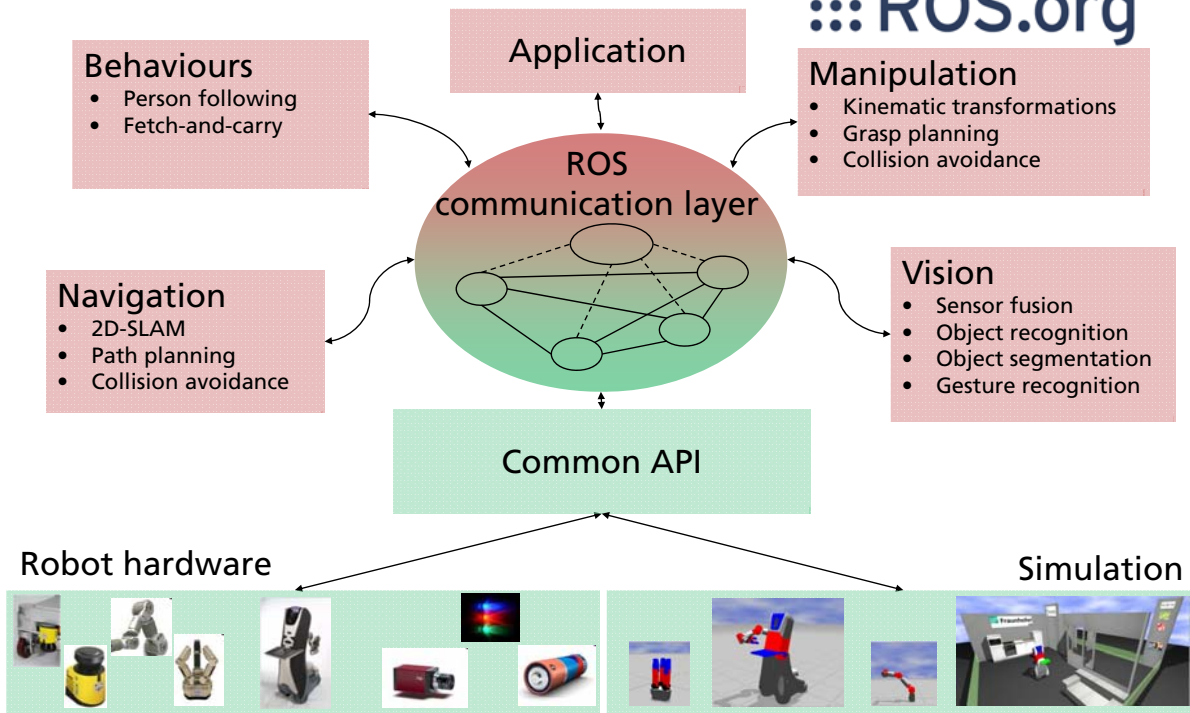 ROS.org
Application
Behaviours
• Person following
• Fetch-and-carry
Manipulation
• Kinematic transformations
• Grasp planning
• Collision avoidance
ROS
communication layer
Navigation
• 2D-SLAM
• Path planning
• Collision avoidance
Vision
• Sensor fusion
• Object recognition
• Object segmentation
• Gesture recognition
Common API
Robot hardware
Simulation
Fraunhofer